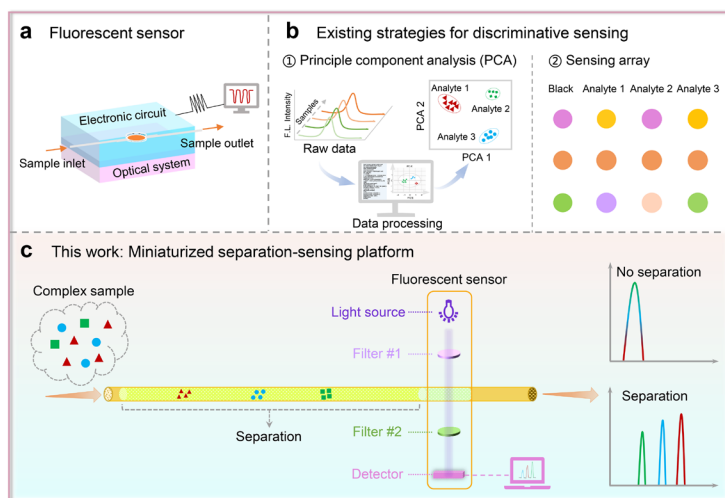 a Fluorescent sensor
Electronic circuit
Sample inlet
Sample outlet
Optical system
b Existing strategies for discriminative sensing
① Principle component analysis (PCA)
F.L. Intensity
Samples
Raw data
Data processing
PCA 2
Analyte 1
Analyte 2
Analyte 3
PCA 1
② Sensing array
Black Analyte 1 Analyte 2 Analyte 3
c This work: Miniaturized separation-sensing platform
Complex sample
Separation
Fluorescent sensor
Light source
Filter #1
Filter #2
Detector
No separation
Separation